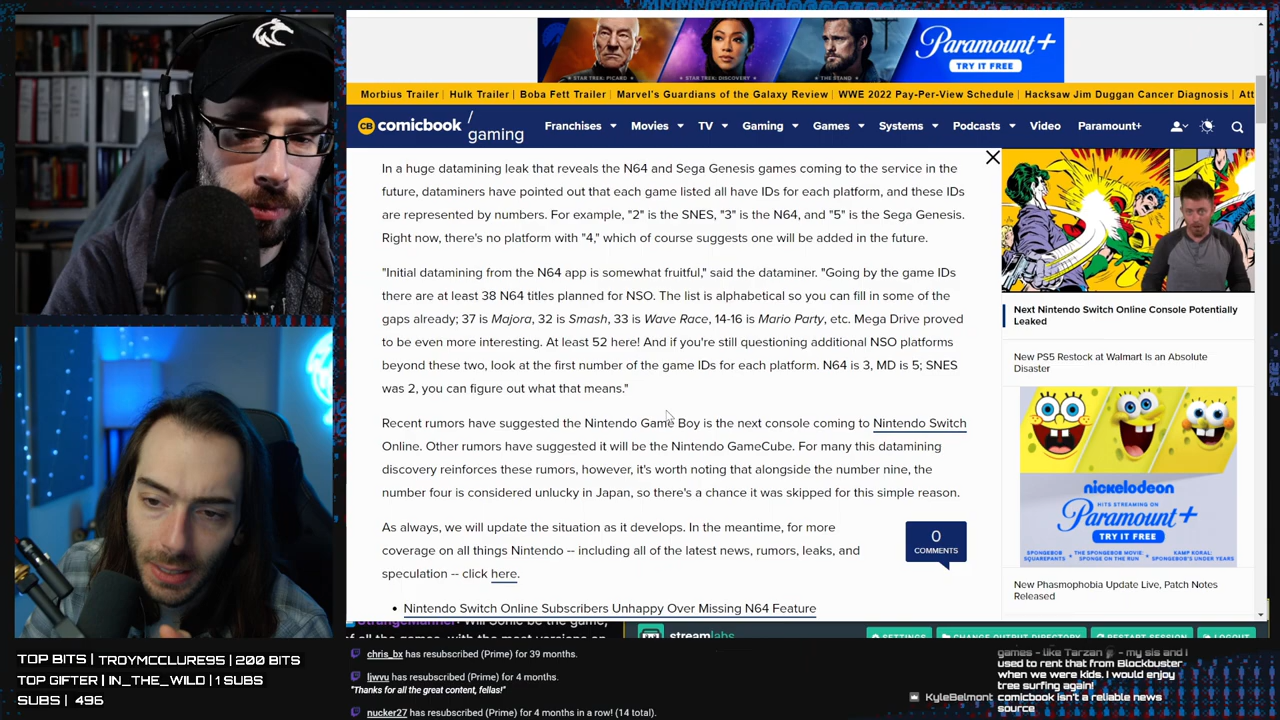 Paramount+
TRY IT FREE
STAR TREK: PICARD
STAR TREK: DISCOVERY
THE STAND
Morbius Trailer | Hulk Trailer | Boba Fett Trailer | Marvel's Guardians of the Galaxy Review | WWE 2022 Pay-Per-View Schedule | Hacksaw Jim Duggan Cancer Diagnosis | Att
CB comicbook / gaming
Franchises Movies TV Gaming Games Systems Podcasts Video Paramount+
In a huge datamining leak that reveals the N64 and Sega Genesis games coming to the service in the
future, dataminers have pointed out that each game listed all have IDs for each platform, and these IDs
are represented by numbers. For example, "2" is the SNES, "3" is the N64, and "5" is the Sega Genesis.
Right now, there's no platform with "4," which of course suggests one will be added in the future.
"Initial datamining from the N64 app is somewhat fruitful," said the dataminer. "Going by the game IDs
there are at least 38 N64 titles planned for NSO. The list is alphabetical so you can fill in some of the
gaps already; 37 is Majora, 32 is Smash, 33 is Wave Race, 14-16 is Mario Party, etc. Mega Drive proved
to be even more interesting. At least 52 here! And if you're still questioning additional NSO platforms
beyond these two, look at the first number of the game IDs for each platform. N64 is 3, MD is 5; SNES
was 2, you can figure out what that means."
Recent rumors have suggested the Nintendo Game Boy is the next console coming to Nintendo Switch
Online. Other rumors have suggested it will be the Nintendo GameCube. For many this datamining
discovery reinforces these rumors, however, it's worth noting that alongside the number nine, the
number four is considered unlucky in Japan, so there's a chance it was skipped for this simple reason.
As always, we will update the situation as it develops. In the meantime, for more
coverage on all things Nintendo -- including all of the latest news, rumors, leaks, and
speculation -- click here.
0
COMMENTS
• Nintendo Switch Online Subscribers Unhappy Over Missing N64 Feature
Next Nintendo Switch Online Console Potentially
Leaked
New PS5 Restock at Walmart Is an Absolute
Disaster
nickelodeon
HITS STREAMING ON
Paramount+
TRY IT FREE
SPONGEBOB SQUAREPANTS
THE SPONGEBOB MOVIE: SPONGE ON THE RUN
KAMP KORAL: SPONGEBOB'S UNDER YEARS
New Phasmophobia Update Live, Patch Notes
Released
StrangeManner: Will Sonic be the game,
of all the games, with the most versions on
streamlabs
SETTINGS
CHANGE OUTPUT DIRECTORY
RESTART SESSION
LOGOUT
chris_bx has resubscribed (Prime) for 39 months.
ljwvu has resubscribed (Prime) for 4 months.
"Thanks for all the great content, fellas!"
nucker27 has resubscribed (Prime) for 4 months in a row! (14 total).
games - like Tarzan - my sis and I
used to rent that from Blockbuster
when we were kids. I would enjoy
tree surfing again!
KyleBelmont comicbook isn't a reliable news
source
TOP BITS | TROYMCCLURE95 | 200 BITS
TOP GIFTER | IN_THE_WILD | 1 SUBS
SUBS | 496